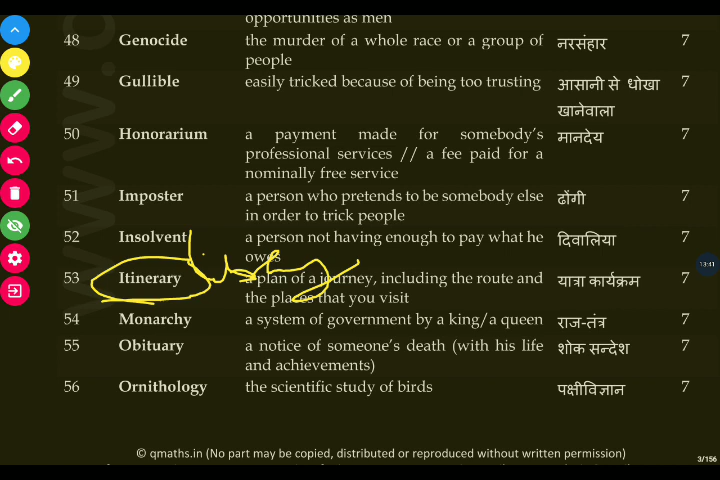 opportunities as men
48 Genocide the murder of a whole race or a group of नरसंहार 7
people
49 Gullible easily tricked because of being too trusting आसानी से धोखा 7
खानेवाला
50 Honorarium a payment made for somebody's मानदेय 7
professional services // a fee paid for a
nominally free service
51 Imposter a person who pretends to be somebody else ढोंगी 7
in order to trick people
52 Insolvent a person not having enough to pay what he दिवालिया 7
owes
53 Itinerary a plan of a journey, including the route and यात्रा कार्यक्रम 7
the places that you visit
54 Monarchy a system of government by a king/a queen राज-तंत्र 7
55 Obituary a notice of someone's death (with his life शोक सन्देश 7
and achievements)
56 Ornithology the scientific study of birds पक्षीविज्ञान 7
© qmaths.in (No part may be copied, distributed or reproduced without written permission)
3/156
13:41